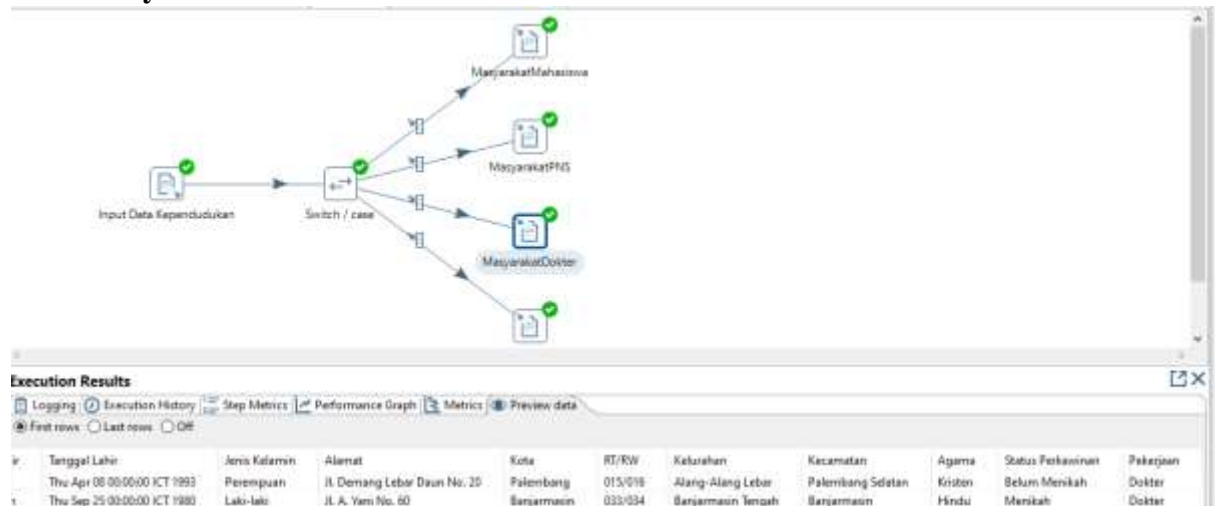 MasyarakatMahasiswa
MasyarakatPNS
Input Data Kependudukan
Switch / case
MasyarakatDokter
Execution Results
Logging Execution History Step Metrics Performance Graph Metrics Preview data
First rows Last rows Off
Tanggal Lahir Jenis Kelamin Alamat Kota RT/RW Kelurahan Kecamatan Agama Status Perkawinan Pekerjaan
Thu Apr 08 00:00:00 ICT 1993 Perempuan Jl. Demang Lebar Daun No. 20 Palembang 015/016 Alang-Alang Lebar Palembang Selatan Kristen Belum Menikah Dokter
Thu Sep 25 00:00:00 ICT 1980 Laki-laki Jl. A. Yani No. 60 Banjarmasin 033/034 Banjarmasin Tengah Banjarmasin Hindu Menikah Dokter